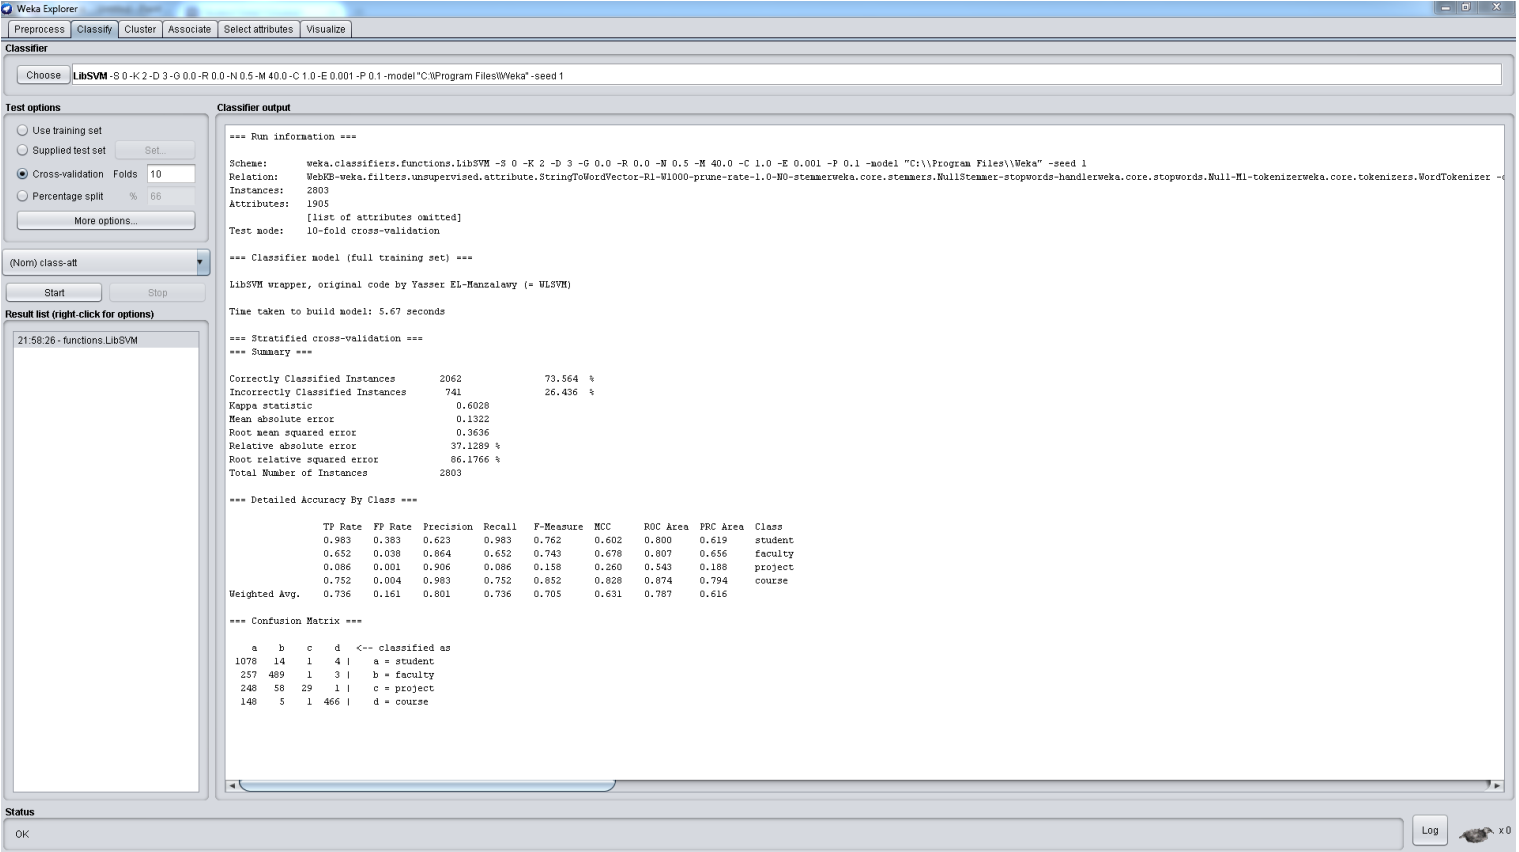 Weka Explorer
Preprocess Classify Cluster Associate Select attributes Visualize
Classifier
Choose LibSVM -S 0 -K 2 -D 3 -G 0.0 -R 0.0 -N 0.5 -M 40.0 -C 1.0 -E 0.001 -P 0.1 -model "C:\\Program Files\\Weka" -seed 1
Test options
Use training set
Supplied test set Set...
Cross-validation Folds 10
Percentage split % 66
More options...
(Nom) class-att
Start Stop
Result list (right-click for options)
21:58:26 - functions.LibSVM
Classifier output
=== Run information ===
Scheme: weka.classifiers.functions.LibSVM -S 0 -K 2 -D 3 -G 0.0 -R 0.0 -N 0.5 -M 40.0 -C 1.0 -E 0.001 -P 0.1 -model "C:\\Program Files\\Weka" -seed 1
Relation: WebKB-weka.filters.unsupervised.attribute.StringToWordVector-R1-W1000-prune-rate-1.0-N0-stemmerweka.core.stemmers.NullStemmer-stopwords-handlerweka.core.stopwords.Null-M1-tokenizerweka.core.tokenizers.WordTokenizer -
Instances: 2803
Attributes: 1905
[list of attributes omitted]
Test mode: 10-fold cross-validation
=== Classifier model (full training set) ===
LibSVM wrapper, original code by Yasser EL-Manzalawy (= WLSVM)
Time taken to build model: 5.67 seconds
=== Stratified cross-validation ===
=== Summary ===
Correctly Classified Instances 2062 73.564 %
Incorrectly Classified Instances 741 26.436 %
Kappa statistic 0.6028
Mean absolute error 0.1322
Root mean squared error 0.3636
Relative absolute error 37.1289 %
Root relative squared error 86.1766 %
Total Number of Instances 2803
=== Detailed Accuracy By Class ===
TP Rate FP Rate Precision Recall F-Measure MCC ROC Area PRC Area Class
0.983 0.383 0.623 0.983 0.762 0.602 0.800 0.619 student
0.652 0.038 0.864 0.652 0.743 0.678 0.807 0.656 faculty
0.086 0.001 0.906 0.086 0.158 0.260 0.543 0.188 project
0.752 0.004 0.983 0.752 0.852 0.828 0.874 0.794 course
Weighted Avg. 0.736 0.161 0.801 0.736 0.705 0.631 0.787 0.616
=== Confusion Matrix ===
a b c d <-- classified as
1078 14 1 4 | a = student
257 489 1 3 | b = faculty
248 58 29 1 | c = project
148 5 1 466 | d = course
Status
OK
Log x 0